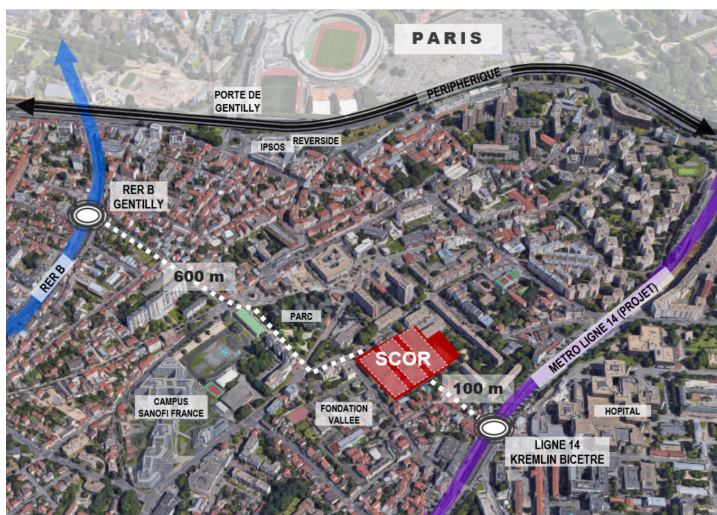 PARIS
PORTE DE
GENTILLY
PERIPHERIQUE
REVERSIDE
IPSOS
RER B
GENTILLY
RER B
600 m
PARC
METRO LIGNE 14 (PROJET)
SCOR
100 m
CAMPUS
SANOFI FRANCE
FONDATION
VALLEE
HOPITAL
LIGNE 14
KREMLIN BICETRE